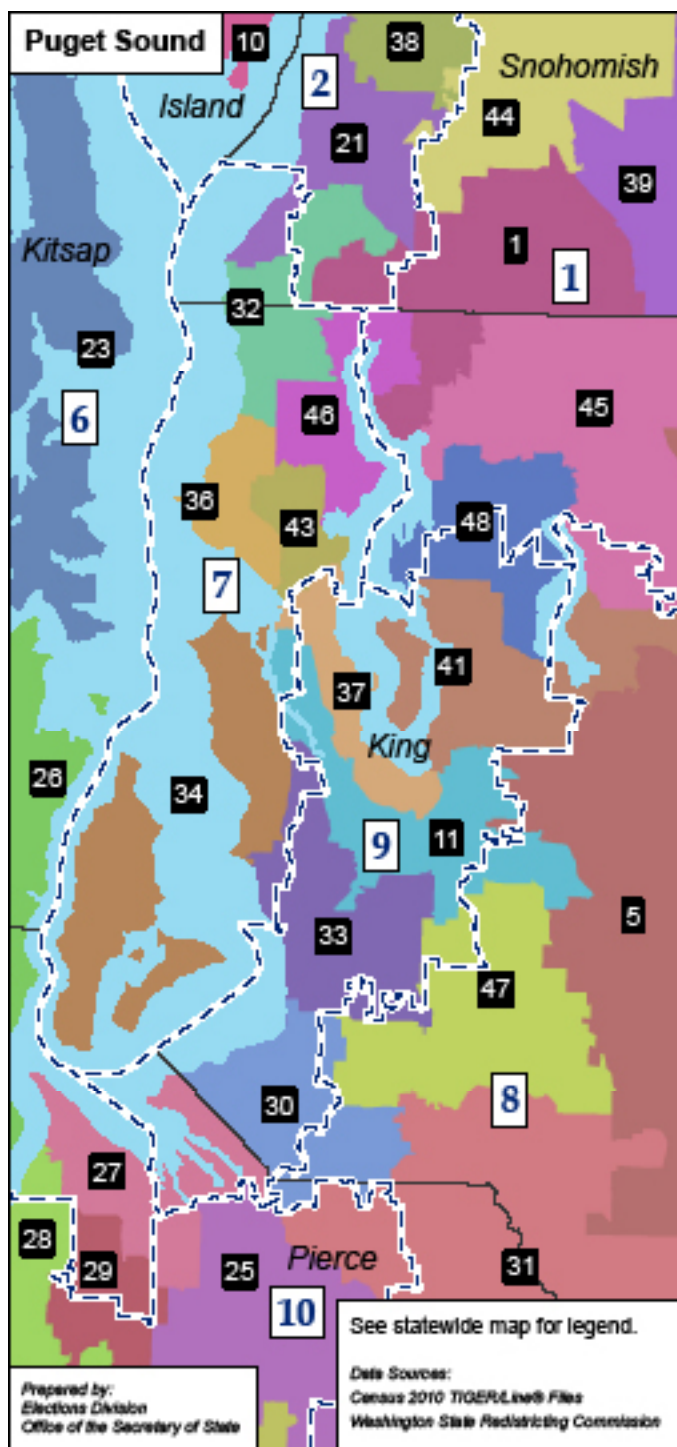 Puget Sound
10
38
Snohomish
Island
2
44
21
39
Kitsap
1
1
32
23
45
6
46
36
48
43
7
37
41
King
26
34
9
11
5
33
47
8
30
27
28
29
25
Pierce
31
10
See statewide map for legend.
Prepared by:
Elections Division
Office of the Secretary of State
Data Sources:
Census 2010 TIGER/Line® Files
Washington State Redistricting Commission